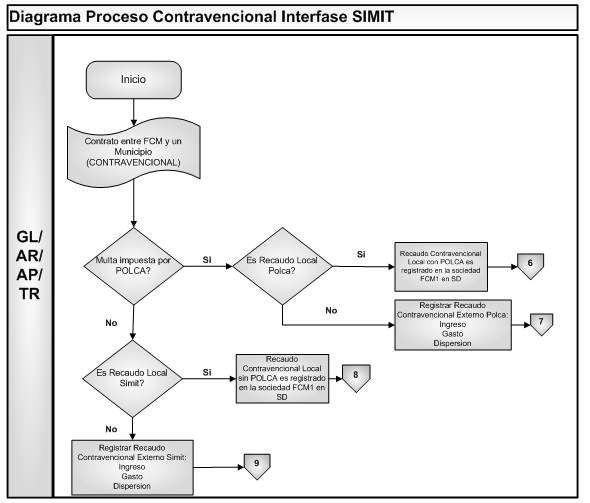 Diagrama Proceso Contravencional Interfase SIMIT
GL/
AR/
AP/
TR
Inicio
Contrato entre FCM y un
Municipio
(CONTRAVENCIONAL)
Multa impuesta por
POLCA?
Si
Es Recaudo Local
Polca?
Si
Recaudo Contravencional
Local con POLCA es
registrado en la sociedad
FCM1 en SD
6
No
Registrar Recaudo
Contravencional Externo Polca:
Ingreso
Gasto
Dispersion
7
No
Es Recaudo Local
Simit?
Si
Recaudo
Contravencional Local
sin POLCA es registrado
en la sociedad FCM1 en
SD
8
No
Registrar Recaudo
Contravencional Externo Simit:
Ingreso
Gasto
Dispersion
9